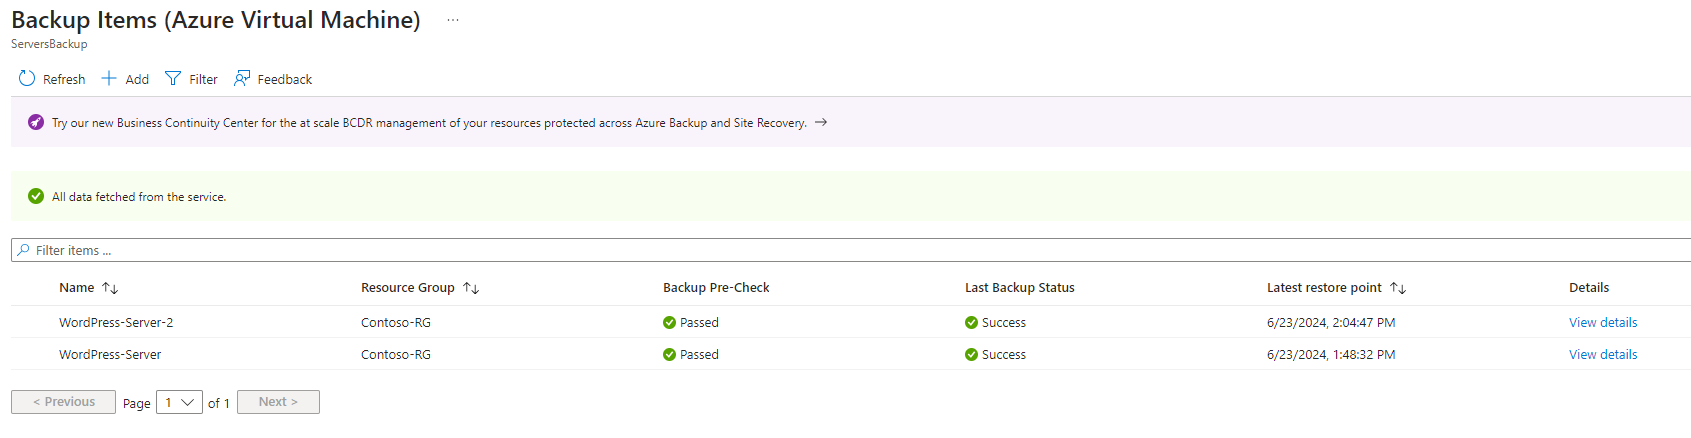 Backup Items (Azure Virtual Machine) ...
ServersBackup
Refresh Add Filter Feedback
Try our new Business Continuity Center for the at scale BCDR management of your resources protected across Azure Backup and Site Recovery. →
All data fetched from the service.
Filter items ...
Name ↑↓ Resource Group ↑↓ Backup Pre-Check Last Backup Status Latest restore point ↑↓ Details
WordPress-Server-2 Contoso-RG Passed Success 6/23/2024, 2:04:47 PM View details
WordPress-Server Contoso-RG Passed Success 6/23/2024, 1:48:32 PM View details
< Previous Page 1 of 1 Next >